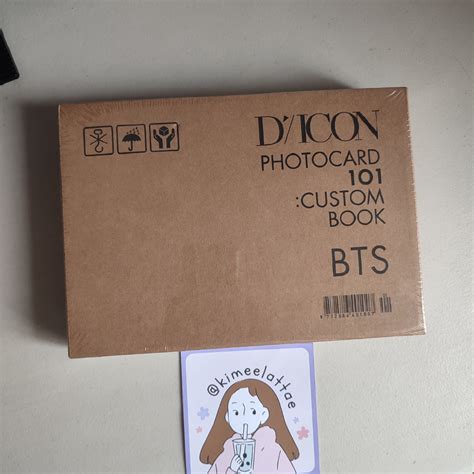 D'/ICON
PHOTOCARD
101
:CUSTOM
BOOK
BTS
@kimeelattae